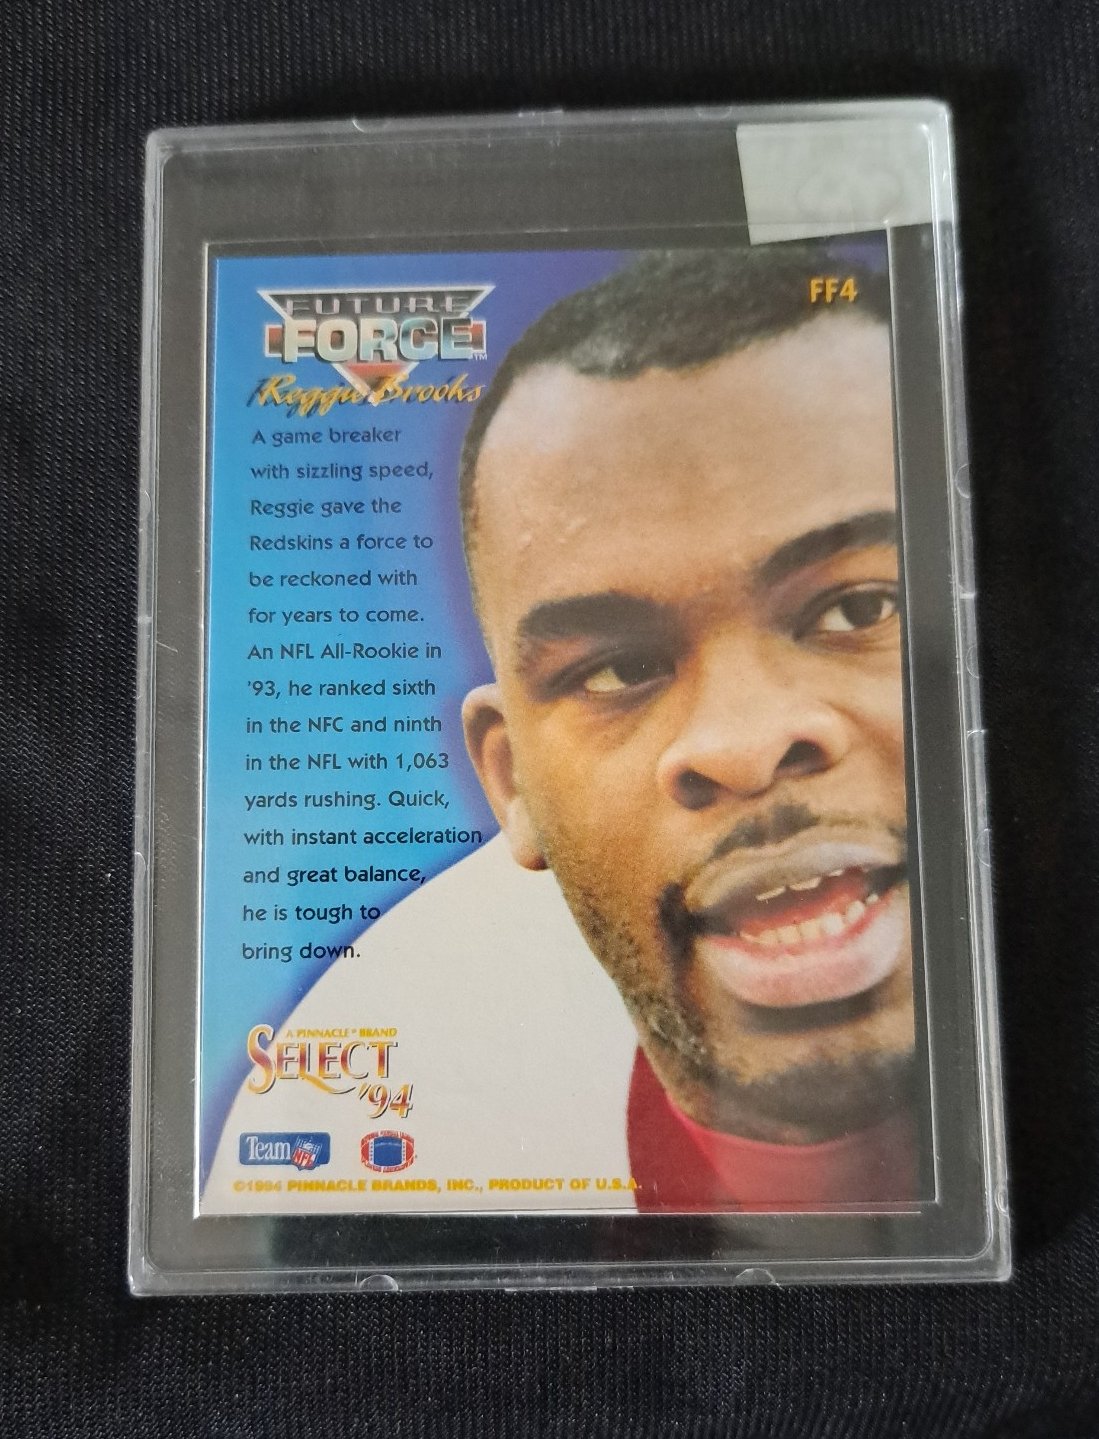 FUTURE
FF4
FORCE™
Reggie Brooks
A game breaker
with sizzling speed,
Reggie gave the
Redskins a force to
be reckoned with
for years to come.
An NFL All-Rookie in
'93, he ranked sixth
in the NFC and ninth
in the NFL with 1,063
yards rushing. Quick,
with instant acceleration
and great balance,
he is tough to
bring down.
A PINNACLE® BRAND
SELECT
'94
Team NFL
©1994 PINNACLE BRANDS, INC., PRODUCT OF U.S.A.